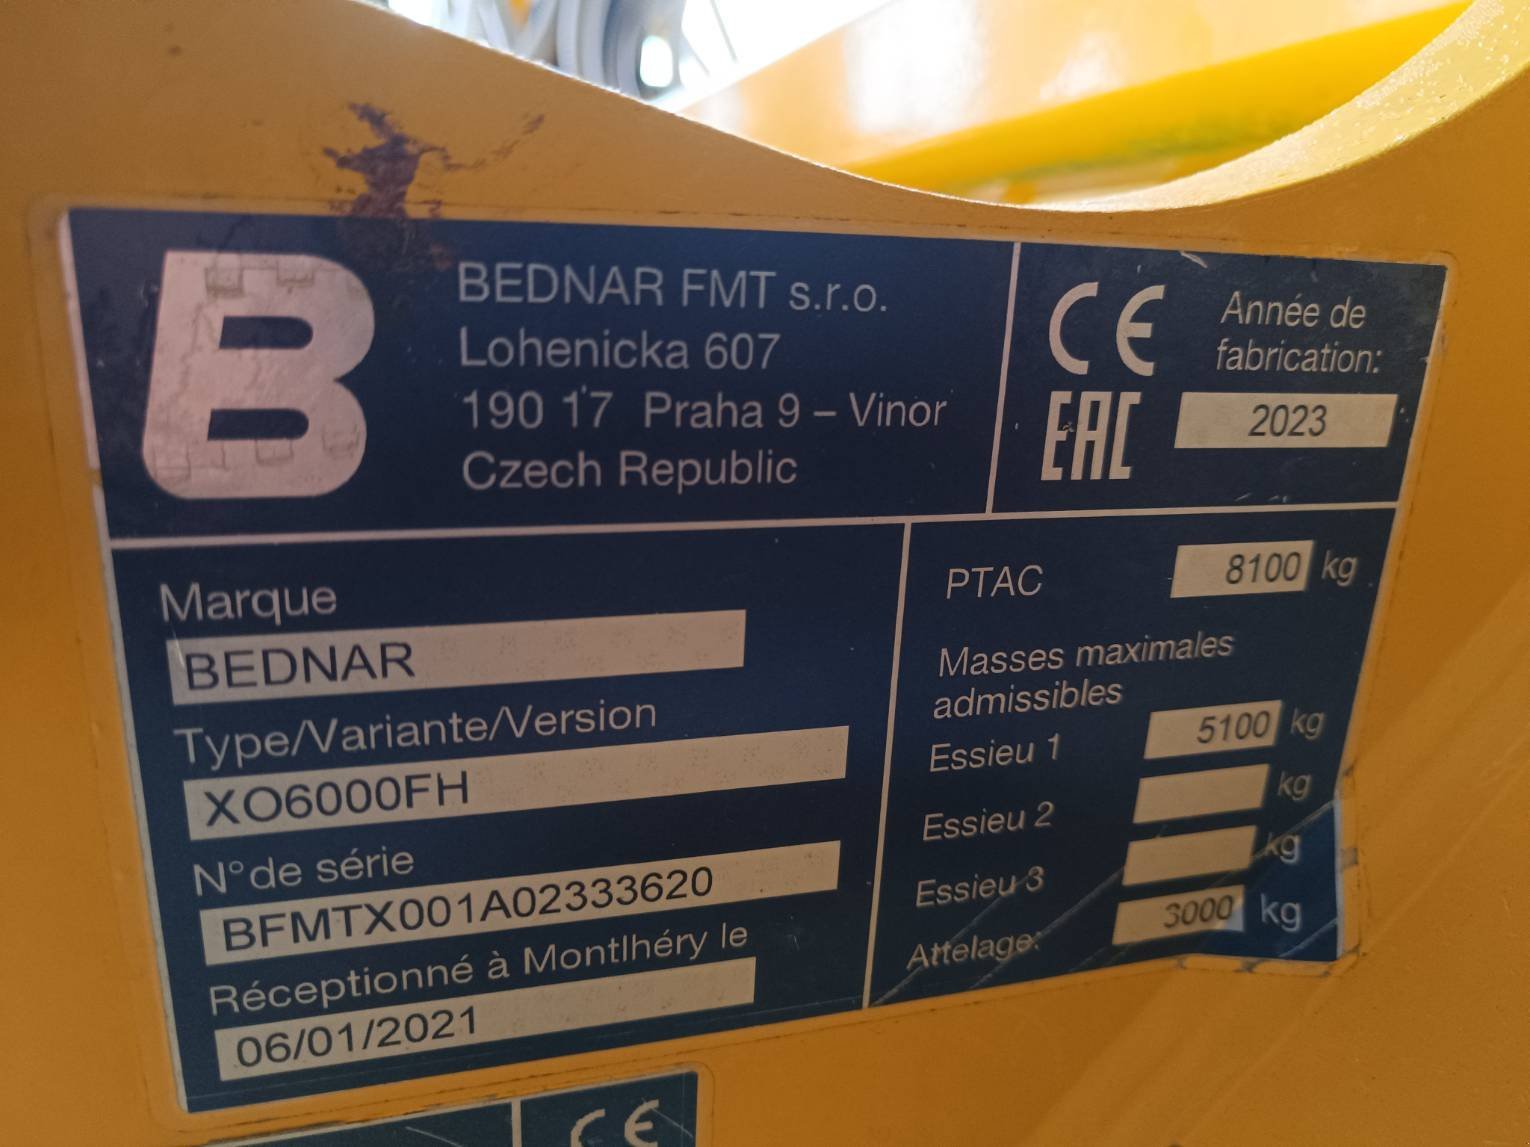 B
BEDNAR FMT s.r.o.
Lohenicka 607
190 17 Praha 9 – Vinor
Czech Republic
CE
EAC
Année de
fabrication:
2023
Marque
BEDNAR
Type/Variante/Version
XO6000FH
N° de série
BFMTX001A02333620
Réceptionné à Montlhéry le
06/01/2021
PTAC 8100 kg
Masses maximales
admissibles
Essieu 1 5100 kg
Essieu 2 kg
Essieu 3 kg
Attelage: 3000 kg
CE